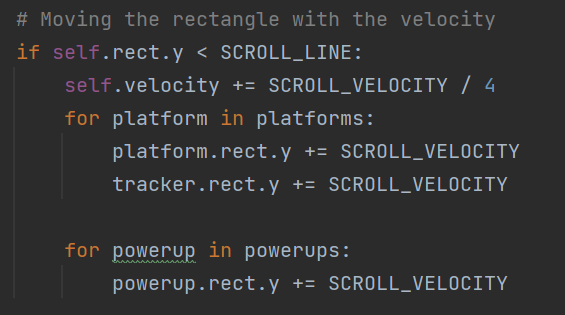 # Moving the rectangle with the velocity
if self.rect.y < SCROLL_LINE:
    self.velocity += SCROLL_VELOCITY / 4
    for platform in platforms:
        platform.rect.y += SCROLL_VELOCITY
        tracker.rect.y += SCROLL_VELOCITY

    for powerup in powerups:
        powerup.rect.y += SCROLL_VELOCITY